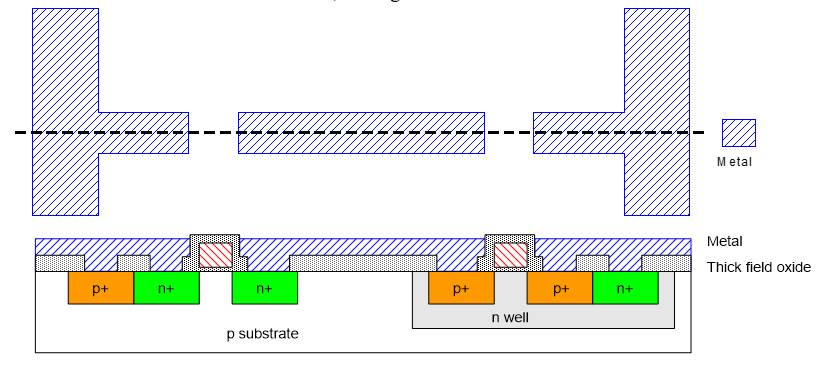 Metal
Metal
Thick field oxide
p+ n+ n+ p+ p+ n+
n well
p substrate